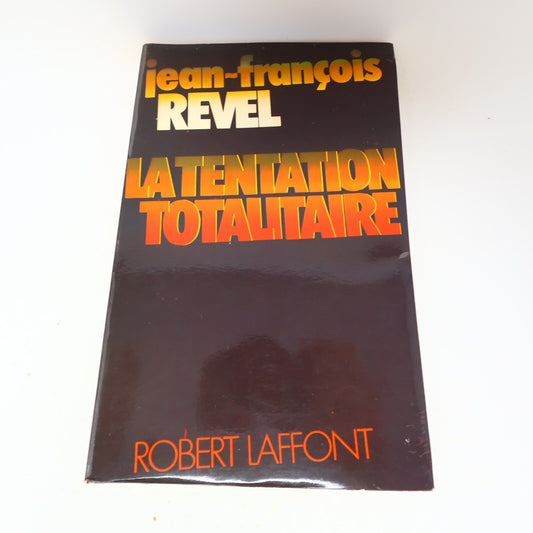 jean-françois
REVEL
LA TENTATION
TOTALITAIRE
ROBERT LAFFONT